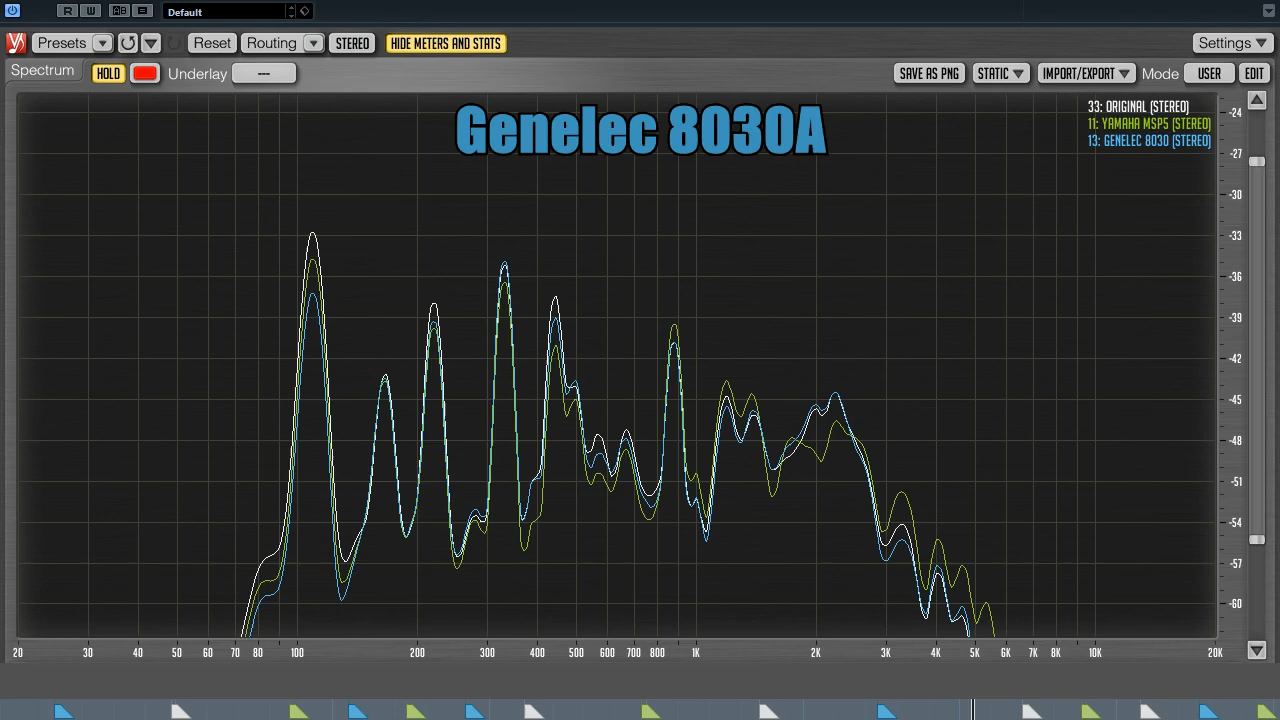 R W AB Default
Presets Reset Routing STEREO HIDE METERS AND STATS Settings
Spectrum HOLD Underlay --- SAVE AS PNG STATIC IMPORT/EXPORT Mode USER EDIT
Genelec 8030A
33: ORIGINAL (STEREO)
11: YAMAHA MSP5 (STEREO)
13: GENELEC 8030 (STEREO)
-24
-27
-30
-33
-36
-39
-42
-45
-48
-51
-54
-57
-60
20 30 40 50 60 70 80 100 200 300 400 500 600 700 800 1K 2K 3K 4K 5K 6K 7K 8K 10K 20K